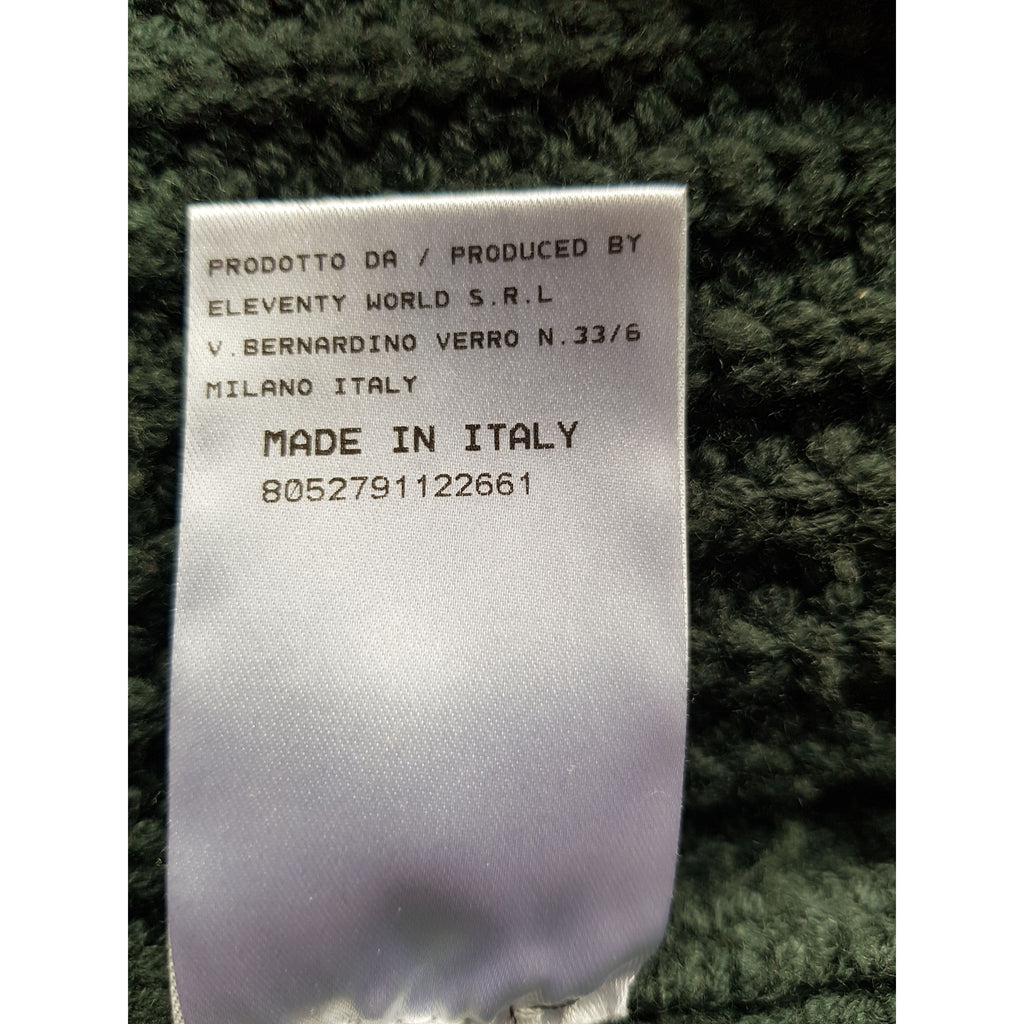 PRODOTTO DA / PRODUCED BY
ELEVENTY WORLD S.R.L
V.BERNARDINO VERRO N.33/6
MILANO ITALY
MADE IN ITALY
8052791122661